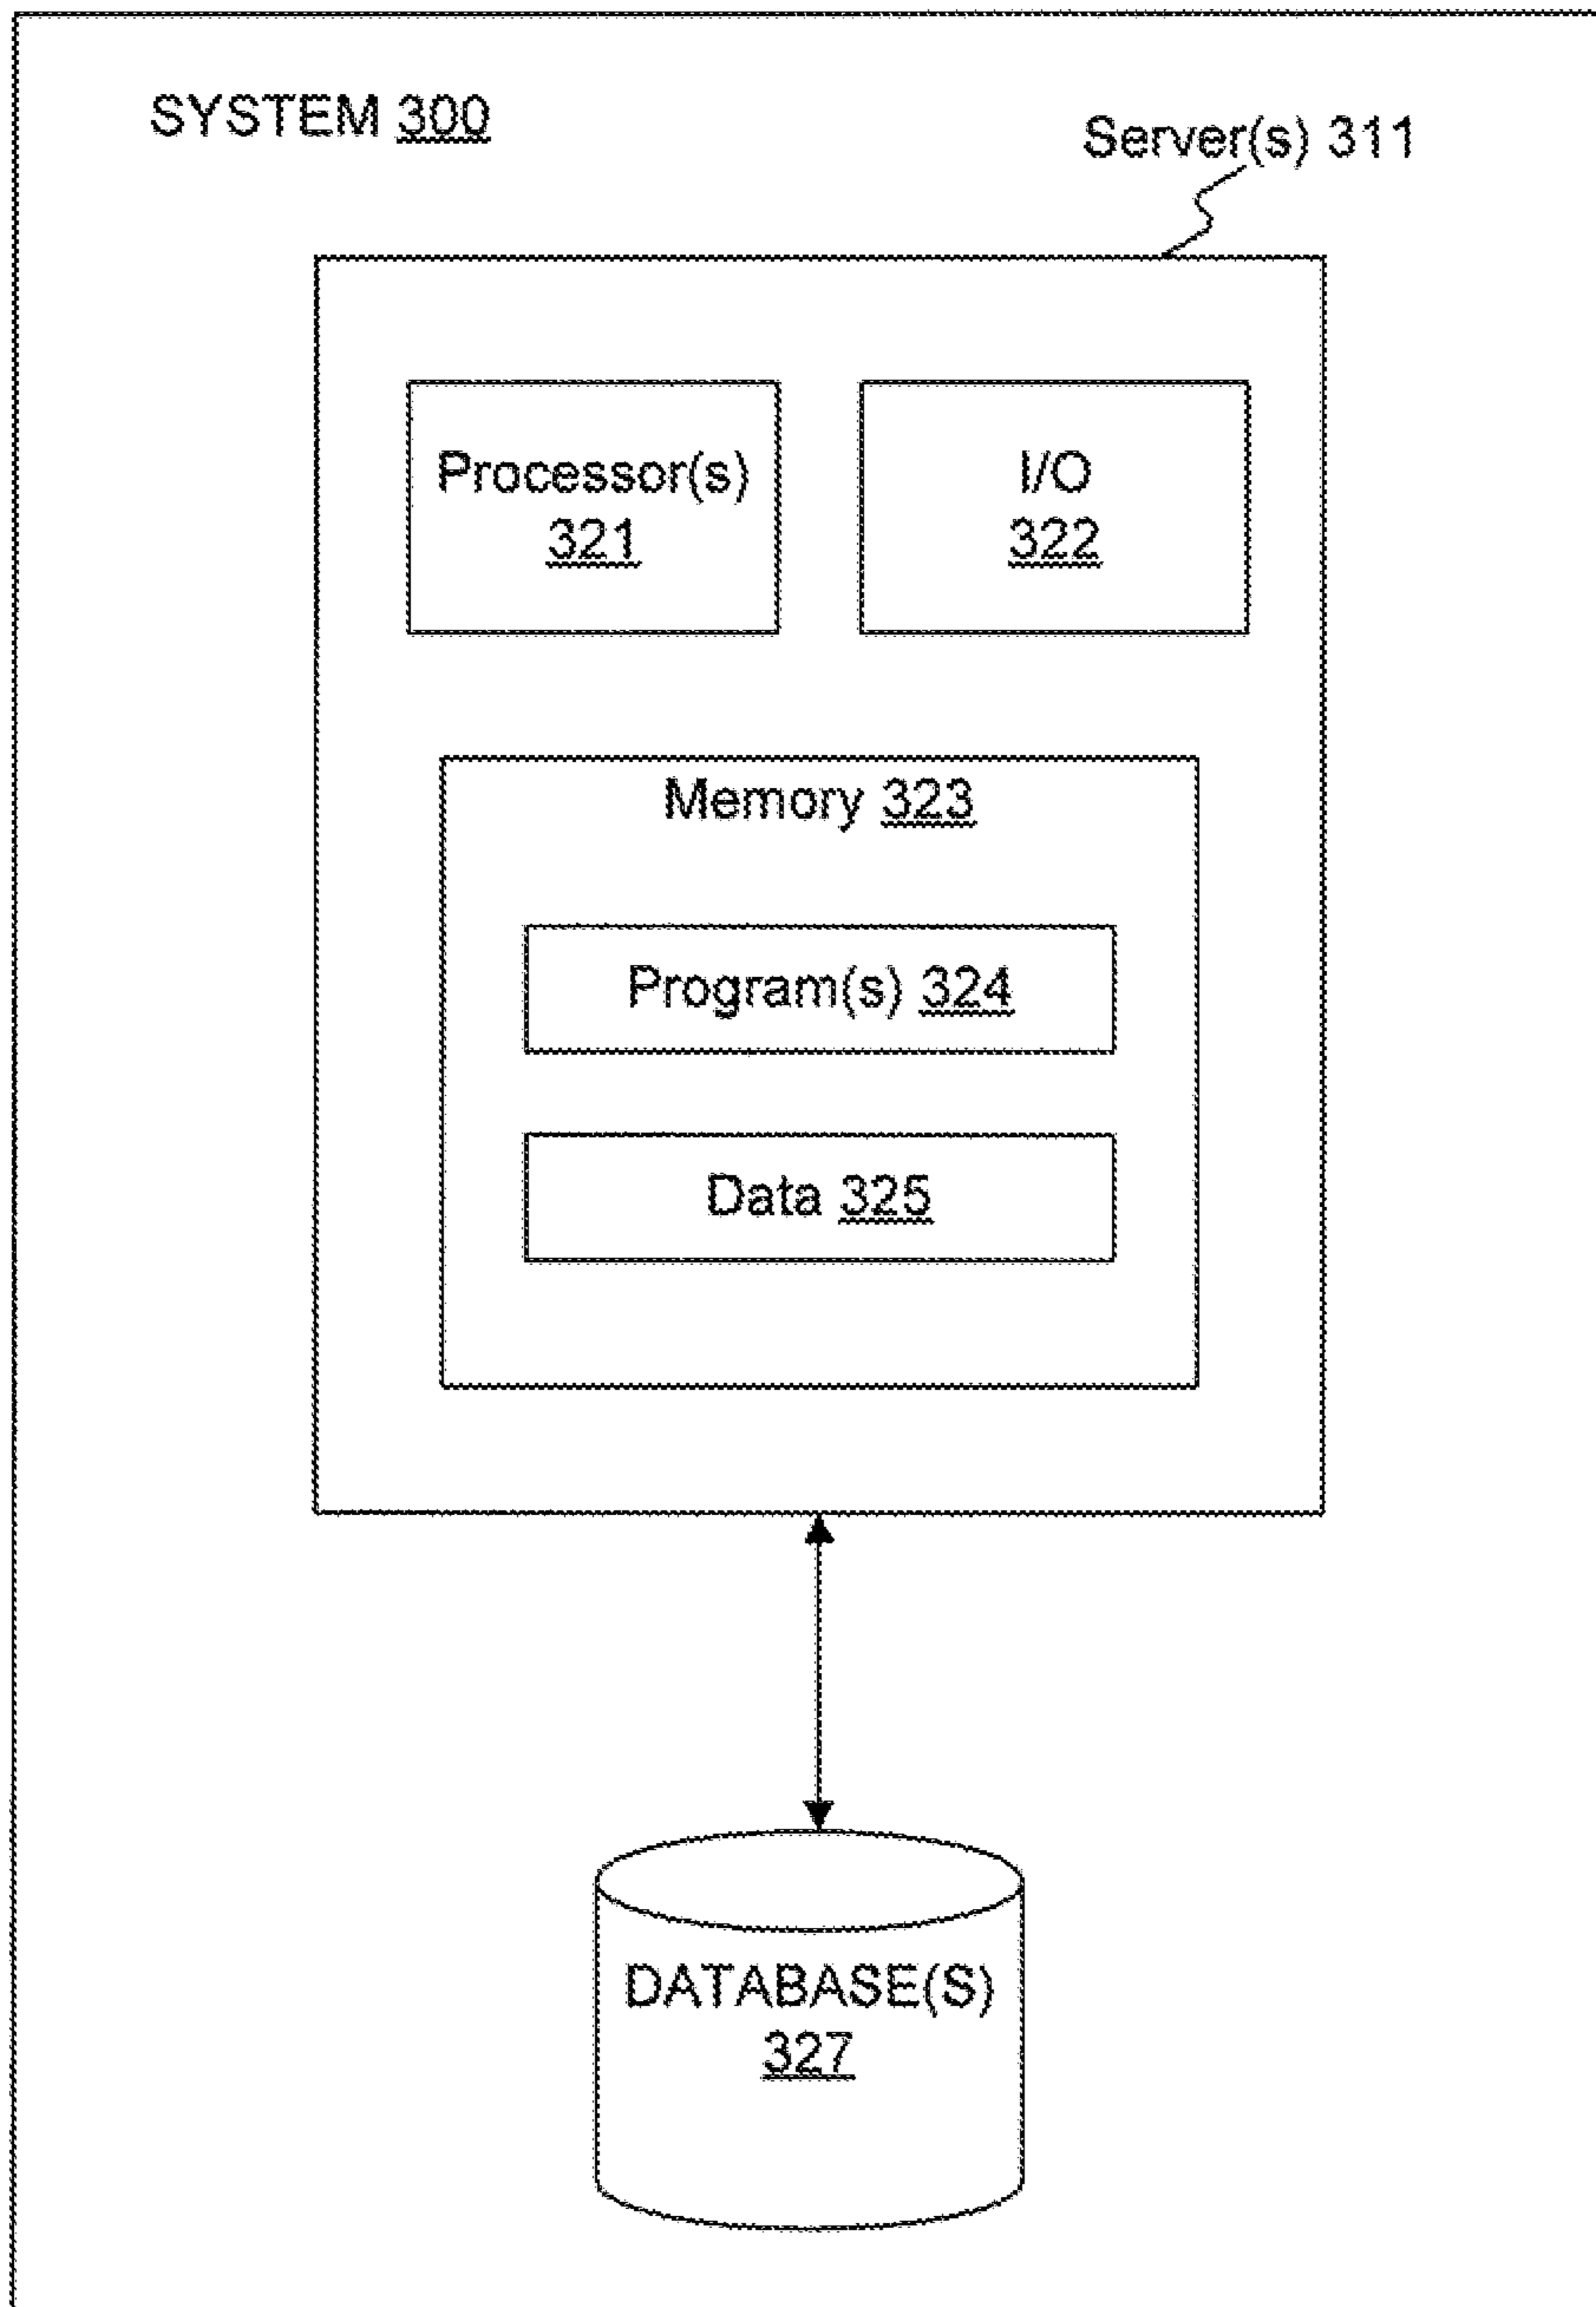 SYSTEM 300
Server(s) 311
Processor(s)
321
I/O
322
Memory 323
Program(s) 324
Data 325
DATABASE(S)
327